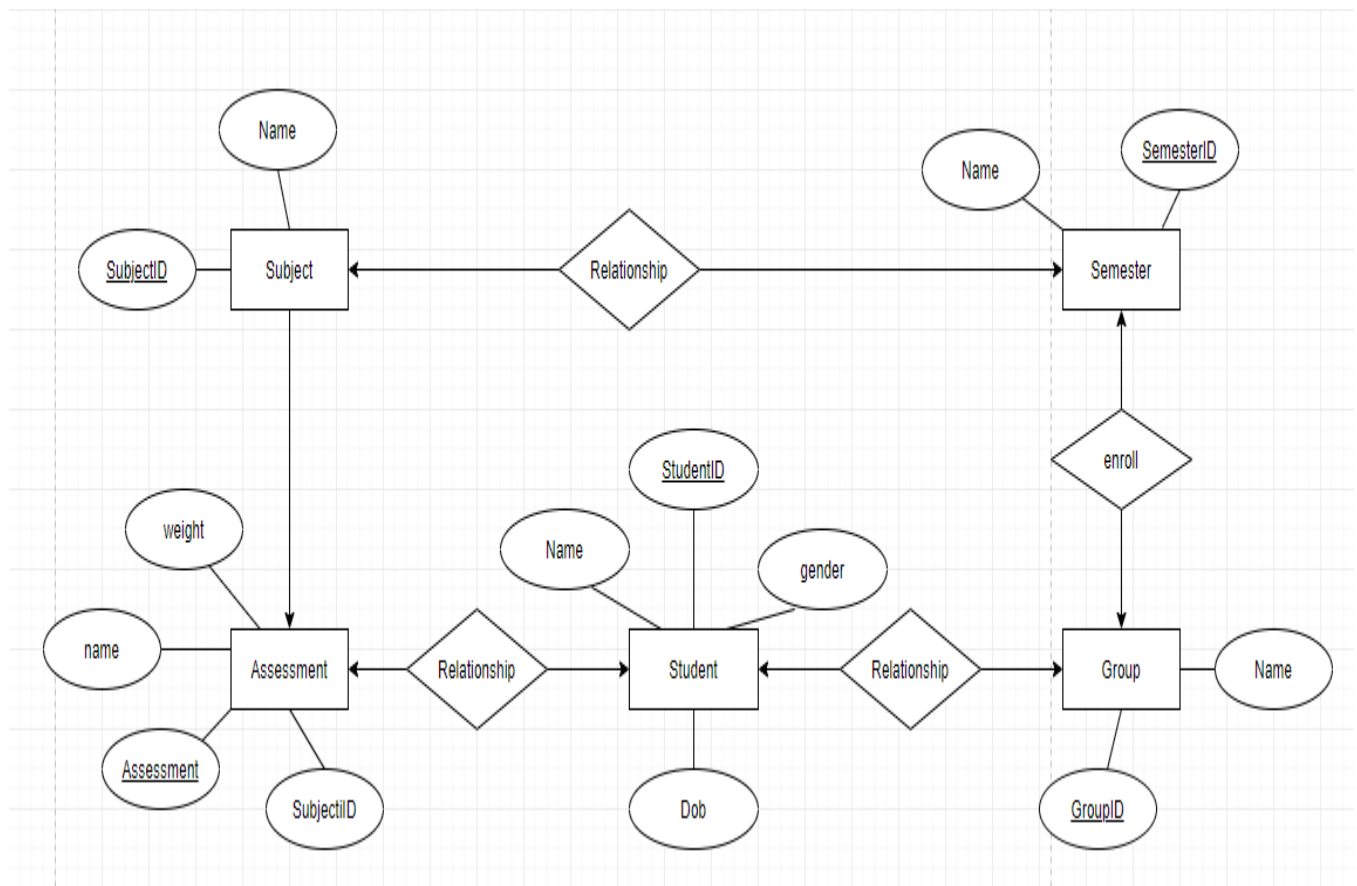 Name
SemesterID
Name
SubjectID
Subject
Relationship
Semester
enroll
StudentID
weight
Name
gender
name
Assessment
Relationship
Student
Relationship
Group
Name
Assessment
SubjectiID
Dob
GroupID